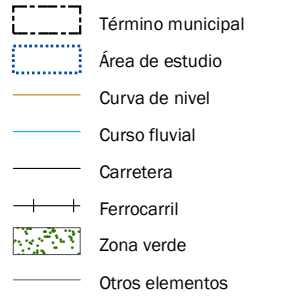 Término municipal
Área de estudio
Curva de nivel
Curso fluvial
Carretera
Ferrocarril
Zona verde
Otros elementos